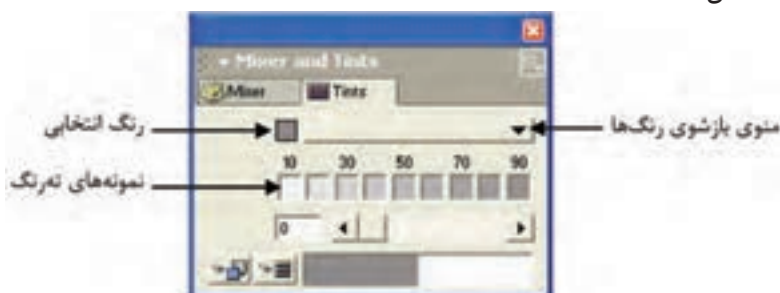 Mixer and Tints
Mixer Tints
رنگ انتخابی
منوی بازشوی رنگ‌ها
10 30 50 70 90
نمونه‌های ته‌رنگ
0